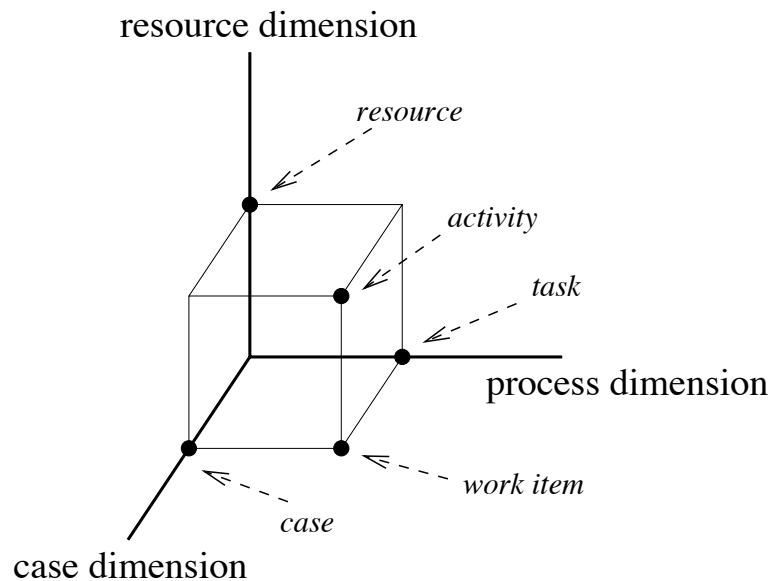 resource dimension
resource
activity
task
process dimension
work item
case
case dimension